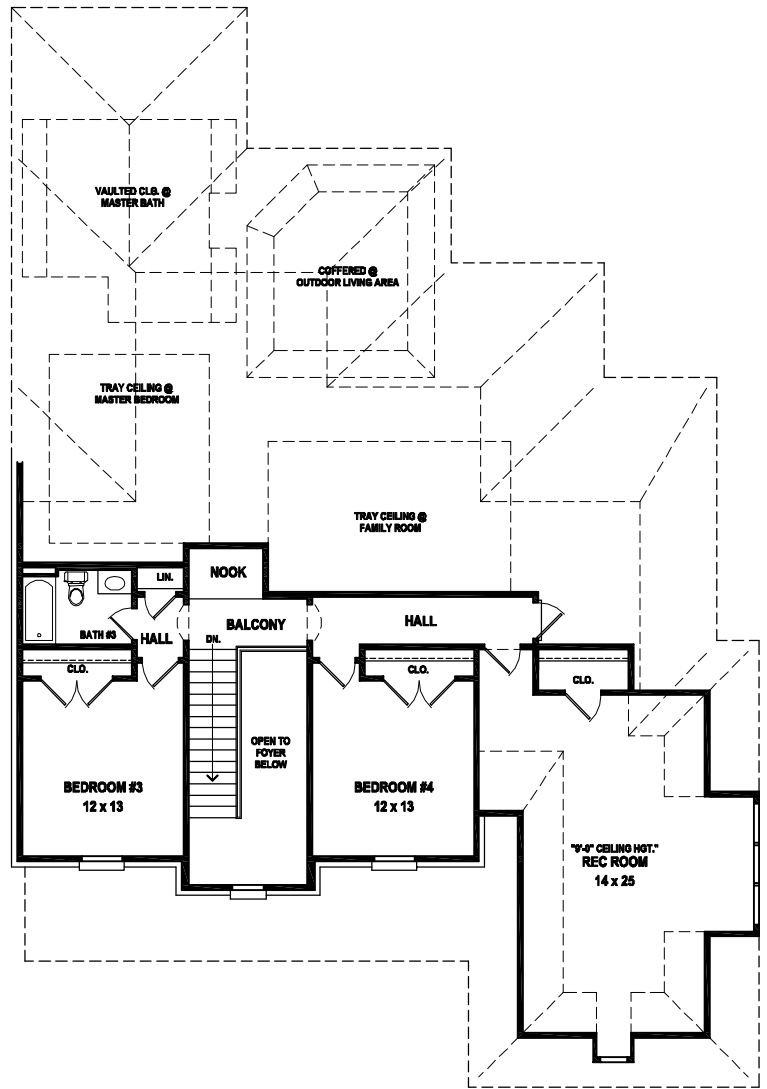 VAULTED CLG. @
MASTER BATH
COFFERED @
OUTDOOR LIVING AREA
TRAY CEILING @
MASTER BEDROOM
TRAY CEILING @
FAMILY ROOM
LIN.
NOOK
BATH #3
HALL
DN.
BALCONY
HALL
CLO.
CLO.
CLO.
OPEN TO
FOYER
BELOW
BEDROOM #3
12 x 13
BEDROOM #4
12 x 13
"9'-0" CEILING HGT."
REC ROOM
14 x 25